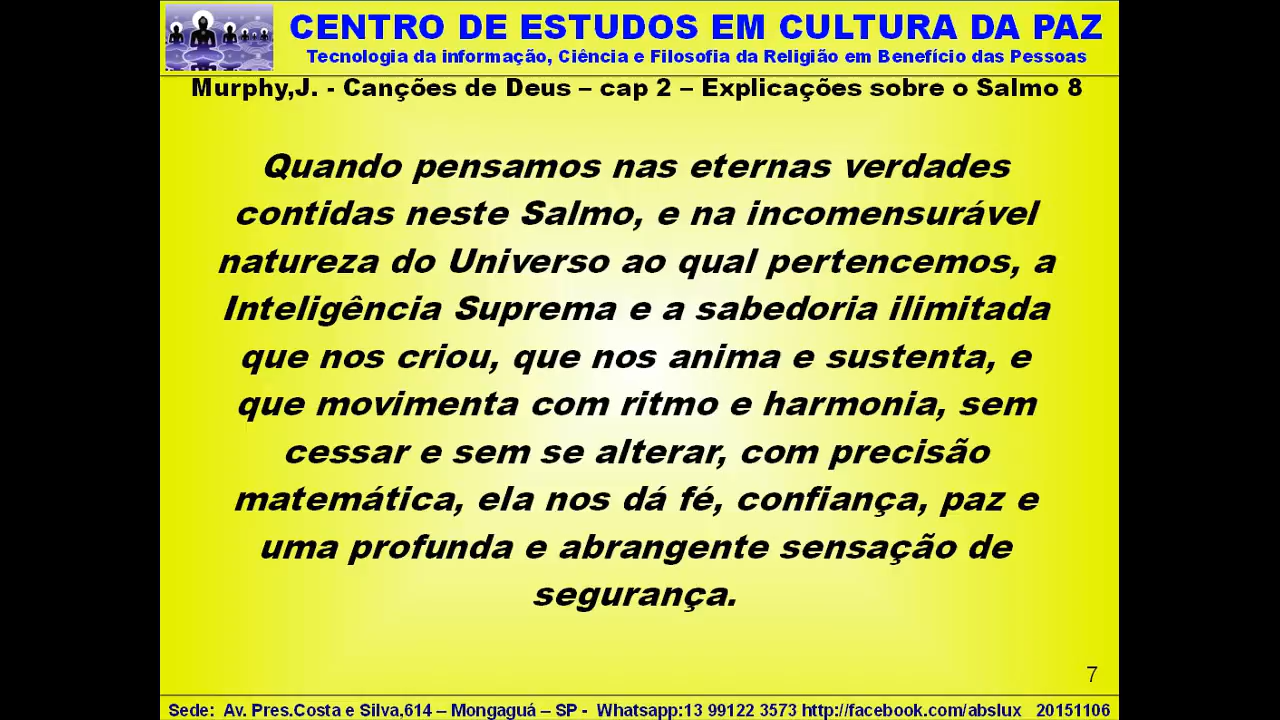 CENTRO DE ESTUDOS EM CULTURA DA PAZ
Tecnologia da informação, Ciência e Filosofia da Religião em Benefício das Pessoas
Murphy,J. - Canções de Deus – cap 2 – Explicações sobre o Salmo 8
Quando pensamos nas eternas verdades
contidas neste Salmo, e na incomensurável
natureza do Universo ao qual pertencemos, a
Inteligência Suprema e a sabedoria ilimitada
que nos criou, que nos anima e sustenta, e
que movimenta com ritmo e harmonia, sem
cessar e sem se alterar, com precisão
matemática, ela nos dá fé, confiança, paz e
uma profunda e abrangente sensação de
segurança.
7
Sede: Av. Pres.Costa e Silva,614 – Mongaguá – SP - Whatsapp:13 99122 3573 http://facebook.com/abslux 20151106